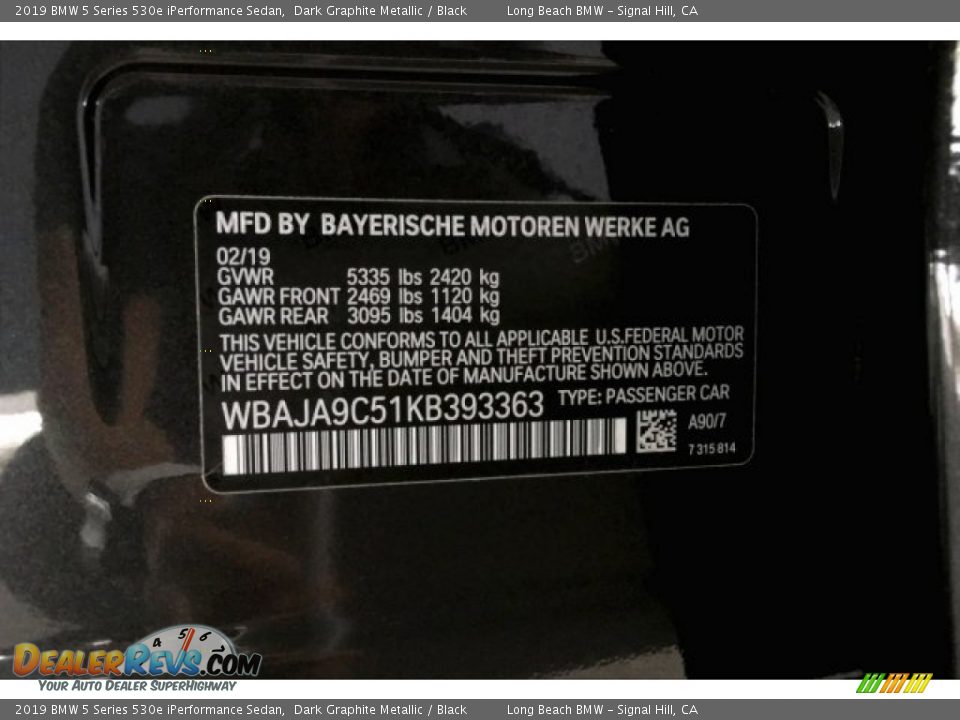 2019 BMW 5 Series 530e iPerformance Sedan, Dark Graphite Metallic / Black Long Beach BMW - Signal Hill, CA
MFD BY BAYERISCHE MOTOREN WERKE AG
02/19
GVWR 5335 lbs 2420 kg
GAWR FRONT 2469 lbs 1120 kg
GAWR REAR 3095 lbs 1404 kg
THIS VEHICLE CONFORMS TO ALL APPLICABLE U.S.FEDERAL MOTOR
VEHICLE SAFETY, BUMPER AND THEFT PREVENTION STANDARDS
IN EFFECT ON THE DATE OF MANUFACTURE SHOWN ABOVE.
WBAJA9C51KB393363 TYPE: PASSENGER CAR
A90/7
7 315 814
4 5 6
DEALERREVS.COM
YOUR AUTO DEALER SUPERHIGHWAY
2019 BMW 5 Series 530e iPerformance Sedan, Dark Graphite Metallic / Black Long Beach BMW - Signal Hill, CA